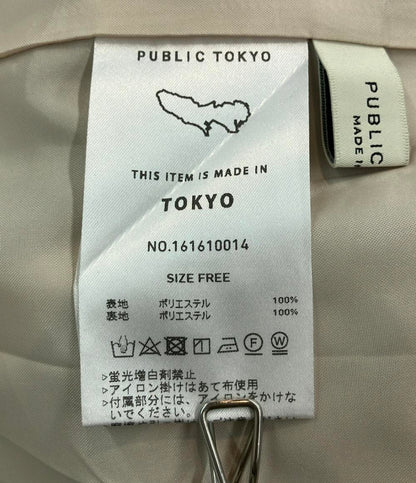 PUBLIC TOKYO
THIS ITEM IS MADE IN
TOKYO
NO.161610014
SIZE FREE
表地 ポリエステル 100%
裏地 ポリエステル 100%
F W
▷蛍光増白剤禁止
▷アイロン掛けはあて布使用
▷付属部分には、アイロンをかけな
いでください。
PUBLIC
MADE